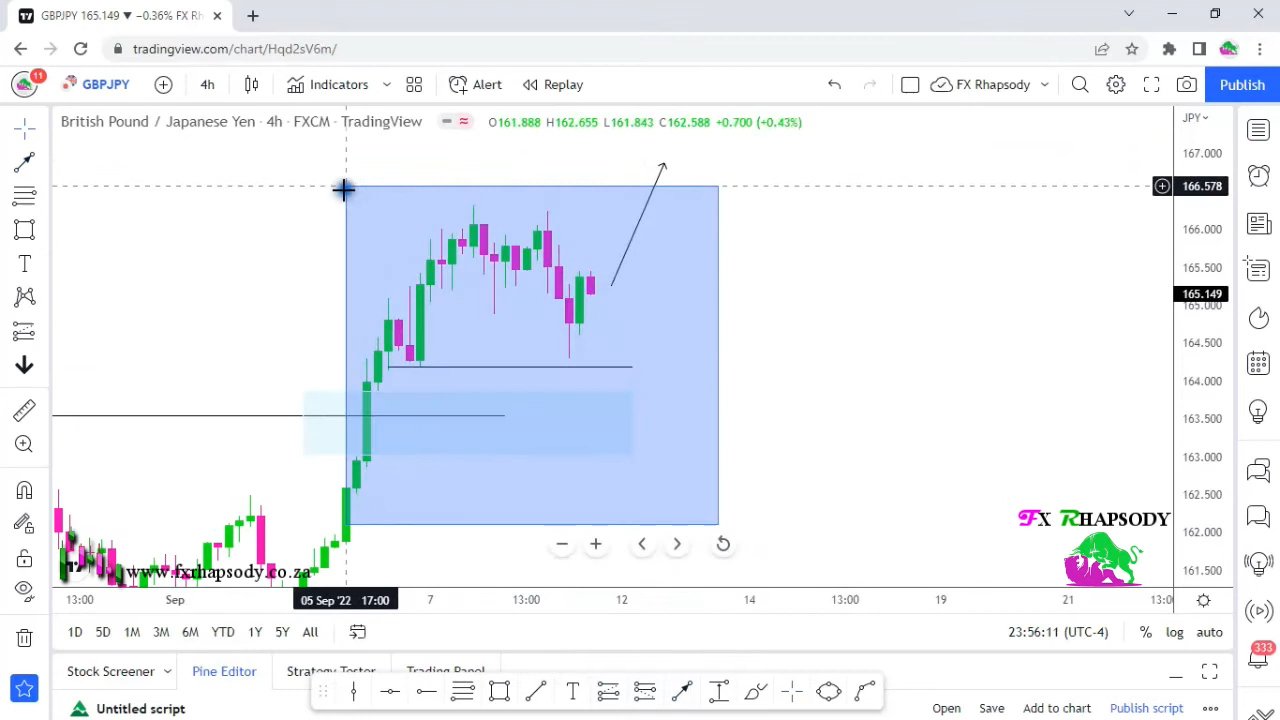 GBPJPY 165.149 ▼ −0.36% FX Rh
tradingview.com/chart/Hqd2sV6m/
11
GBPJPY
4h
Indicators
Alert
Replay
FX Rhapsody
Publish
British Pound / Japanese Yen · 4h · FXCM · TradingView
O161.888 H162.655 L161.843 C162.588 +0.700 (+0.43%)
JPY
167.000
166.578
166.000
165.500
165.149
165.000
164.500
164.000
163.500
163.000
162.500
162.000
161.500
FX RHAPSODY
www.fxrhapsody.co.za
13:00
Sep
05 Sep '22 17:00
7
13:00
12
14
13:00
19
21
13:0
1D
5D
1M
3M
6M
YTD
1Y
5Y
All
23:56:11 (UTC-4)
%
log
auto
333
Stock Screener
Pine Editor
Strategy Tester
Trading Panel
Untitled script
Open
Save
Add to chart
Publish script